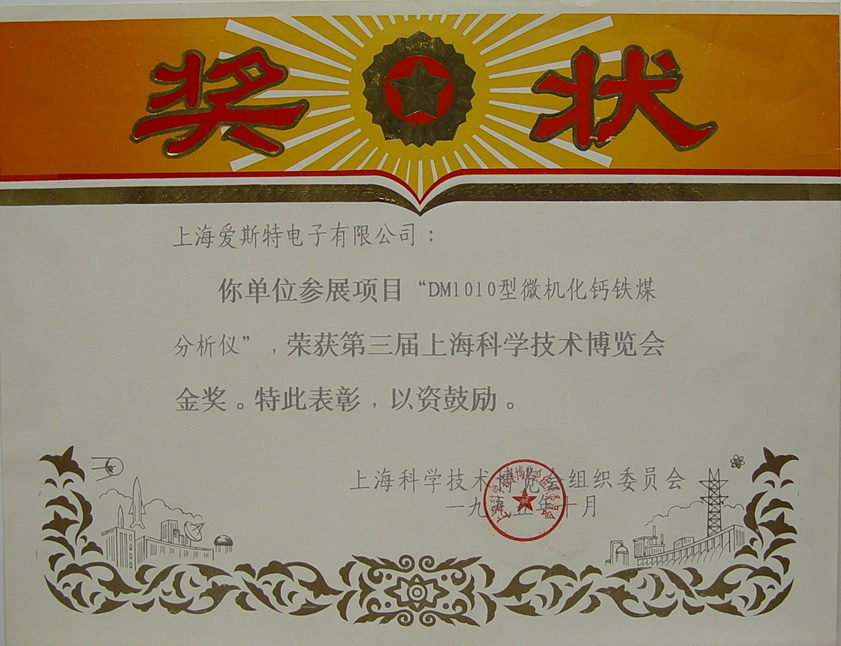 奖状
上海爱斯特电子有限公司：
你单位参展项目“DM1010型微机化钙铁煤
分析仪”，荣获第三届上海科学技术博览会
金奖。特此表彰，以资鼓励。
上海科学技术博览会组织委员会
一九九五年十月